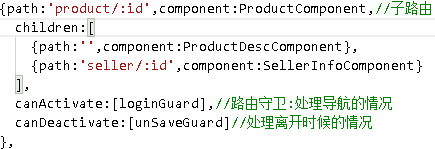 {path:'product/:id',component:ProductComponent,//子路由
children:[
{path:'',component:ProductDescComponent},
{path:'seller/:id',component:SellerInfoComponent}
],
canActivate:[loginGuard],//路由守卫:处理导航的情况
canDeactivate:[unSaveGuard]//处理离开时候的情况
},